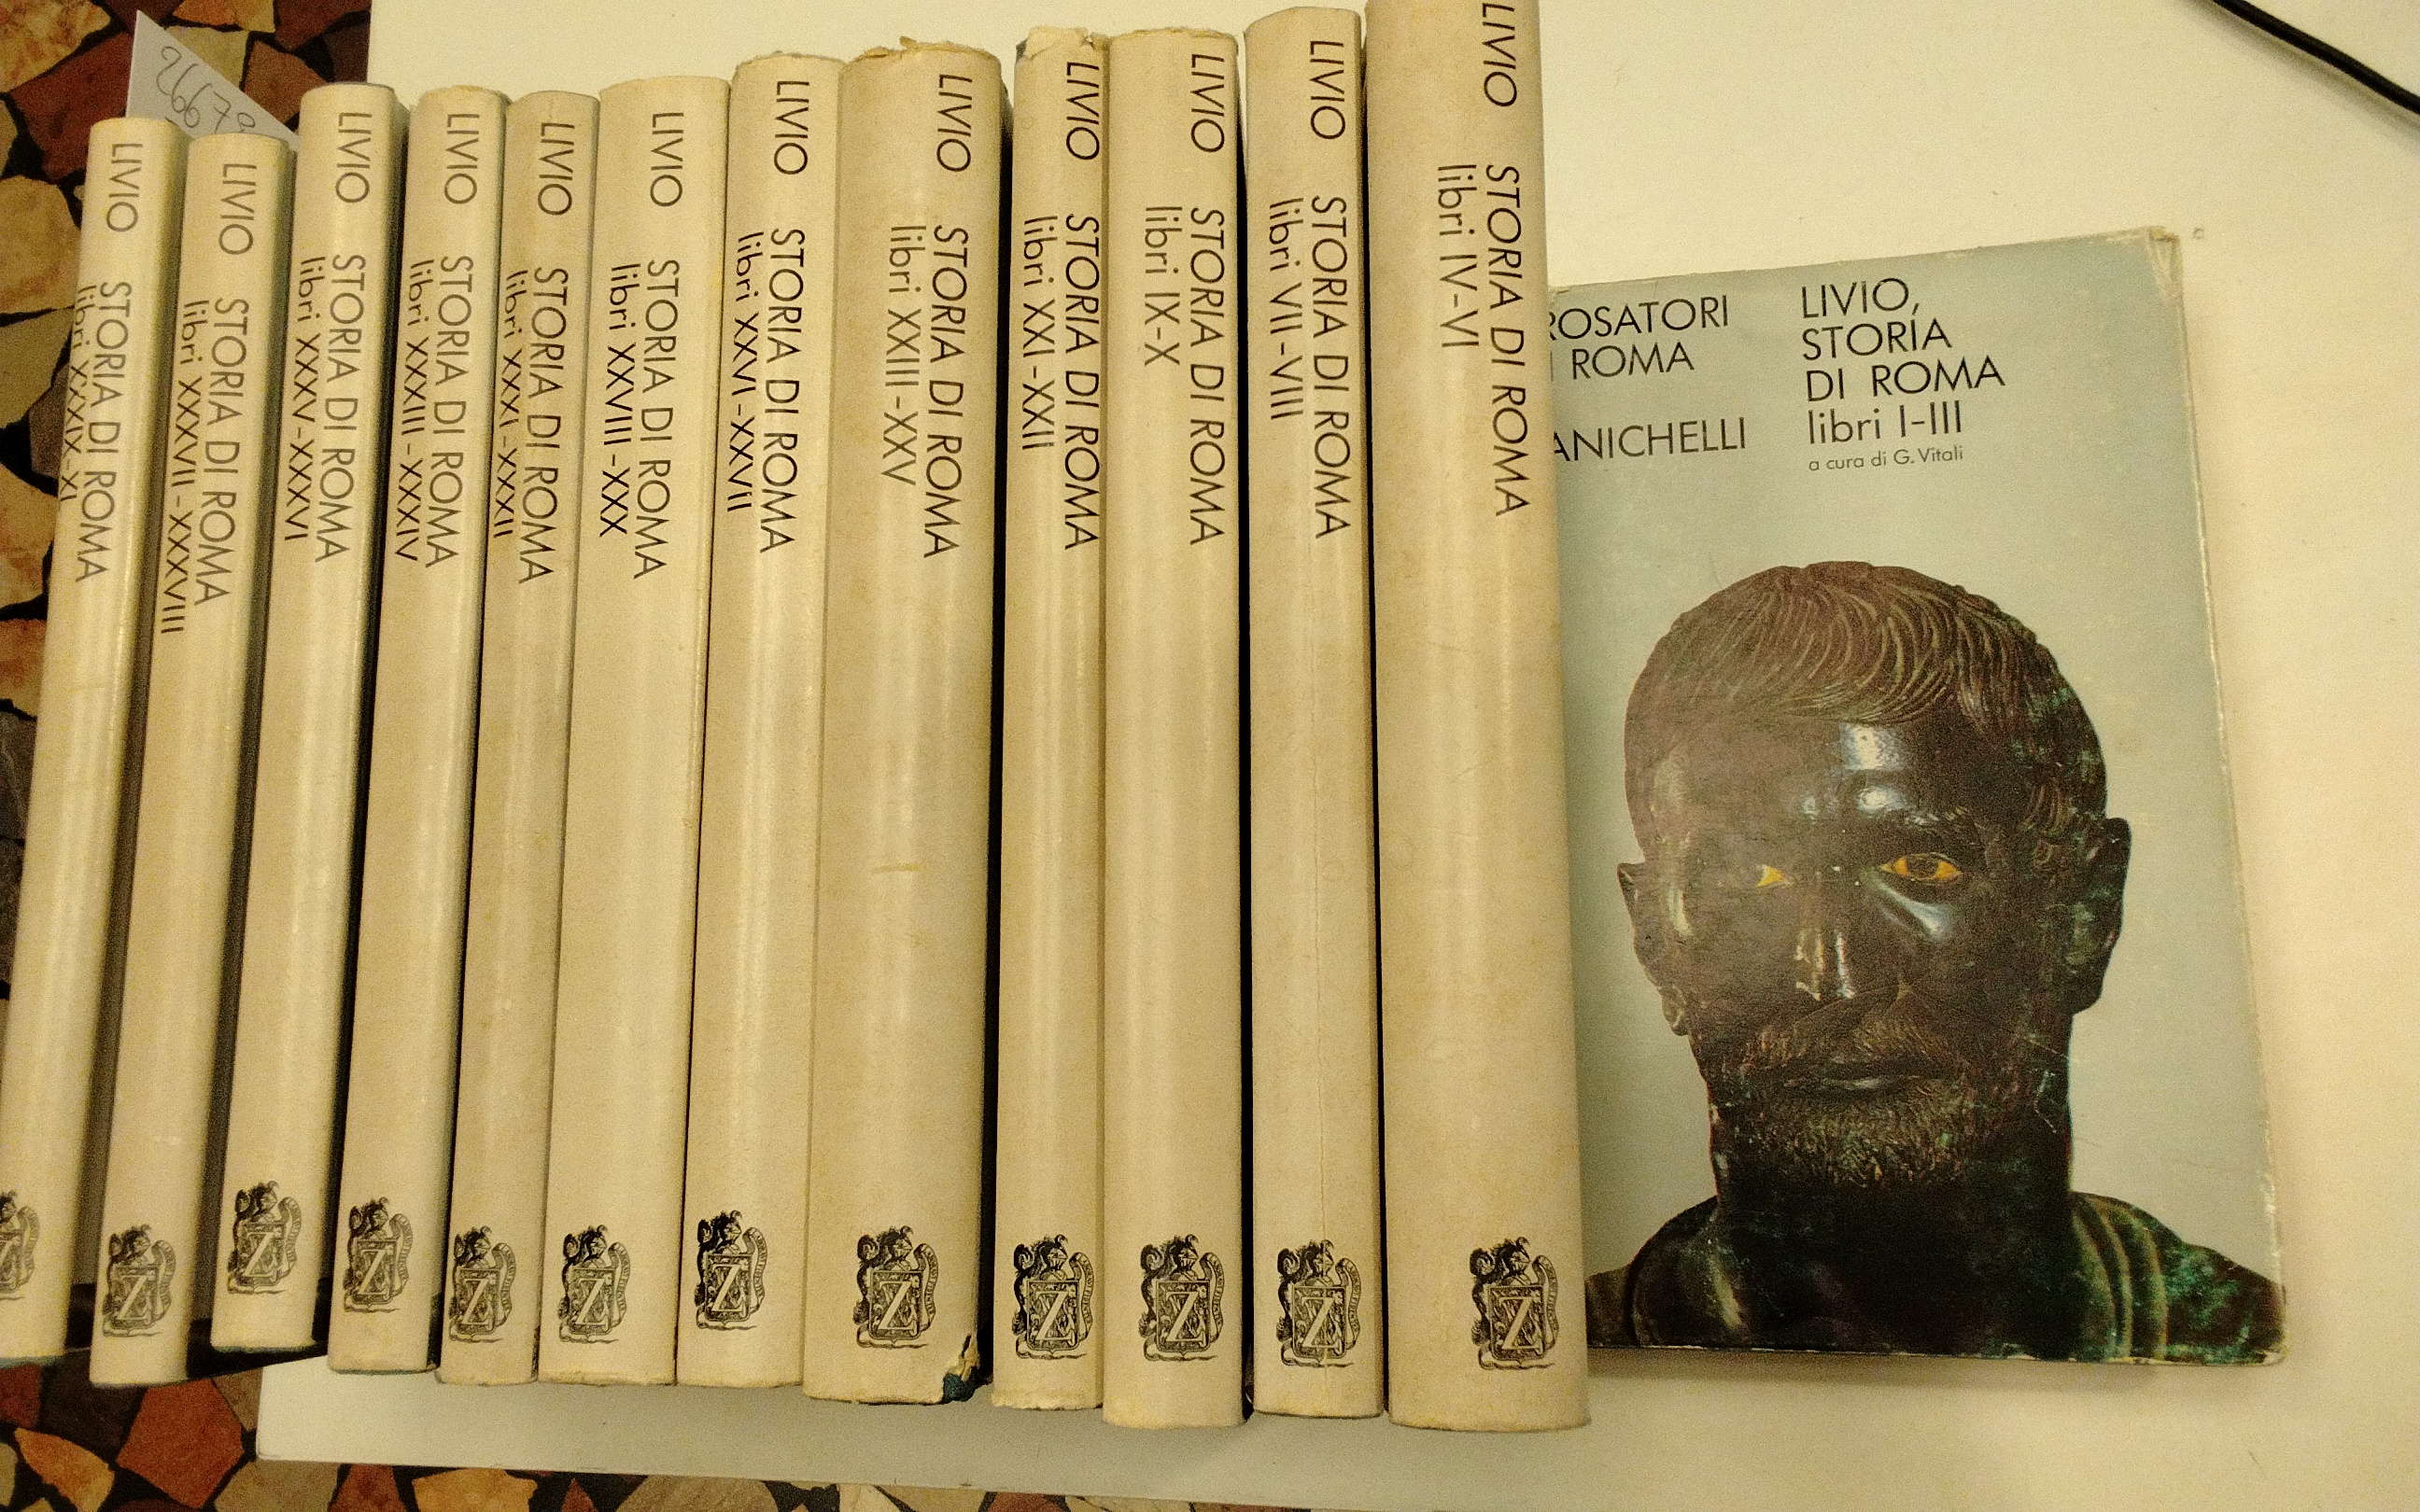 26679
LIVIO STORIA DI ROMA
libri XXXIX-XL
LIVIO STORIA DI ROMA
libri XXXVII-XXXVIII
LIVIO STORIA DI ROMA
libri XXXV-XXXVI
LIVIO STORIA DI ROMA
libri XXXIII-XXXIV
LIVIO STORIA DI ROMA
libri XXXI-XXXII
LIVIO STORIA DI ROMA
libri XXVIII-XXX
LIVIO STORIA DI ROMA
libri XXVI-XXVII
LIVIO STORIA DI ROMA
libri XXIII-XXV
LIVIO STORIA DI ROMA
libri XXI-XXII
LIVIO STORIA DI ROMA
libri IX-X
LIVIO STORIA DI ROMA
libri VII-VIII
LIVIO STORIA DI ROMA
libri IV-VI
ROSATORI
I ROMA
ANICHELLI
LIVIO,
STORIA
DI ROMA
libri I-III
a cura di G. Vitali
Z
Z
Z
Z
Z
Z
Z
Z
Z
Z
Z
Z